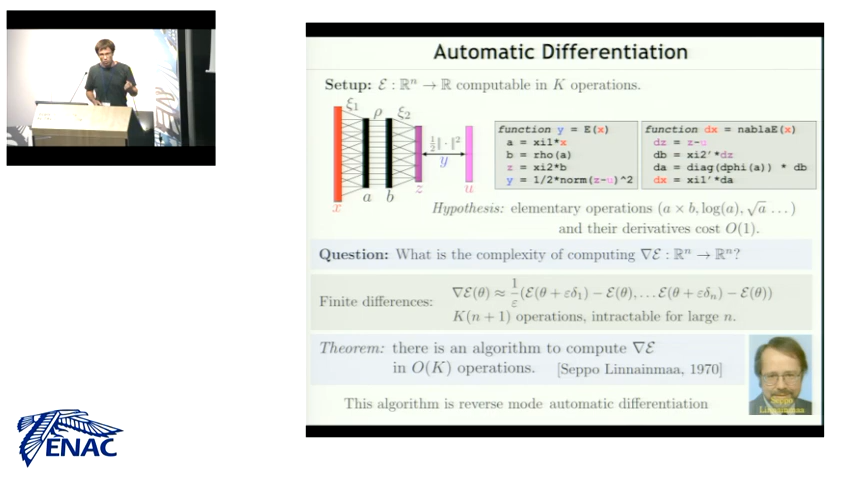 Automatic Differentiation
Setup: ℰ : ℝⁿ → ℝ computable in K operations.
ξ₁ ρ ξ₂
½‖·‖²
y
x a b z u
function y = E(x)
a = xi1*x
b = rho(a)
z = xi2*b
y = 1/2*norm(z-u)^2
function dx = nablaE(x)
dz = z-u
db = xi2'*dz
da = diag(dphi(a)) * db
dx = xi1'*da
Hypothesis: elementary operations (a × b, log(a), √a ...)
and their derivatives cost O(1).
Question: What is the complexity of computing ∇ℰ : ℝⁿ → ℝⁿ?
Finite differences: ∇ℰ(θ) ≈ 1/ε (ℰ(θ + εδ₁) − ℰ(θ), ... ℰ(θ + εδₙ) − ℰ(θ))
K(n + 1) operations, intractable for large n.
Theorem: there is an algorithm to compute ∇ℰ
in O(K) operations. [Seppo Linnainmaa, 1970]
Seppo
Linnainmaa
This algorithm is reverse mode automatic differentiation
ENAC